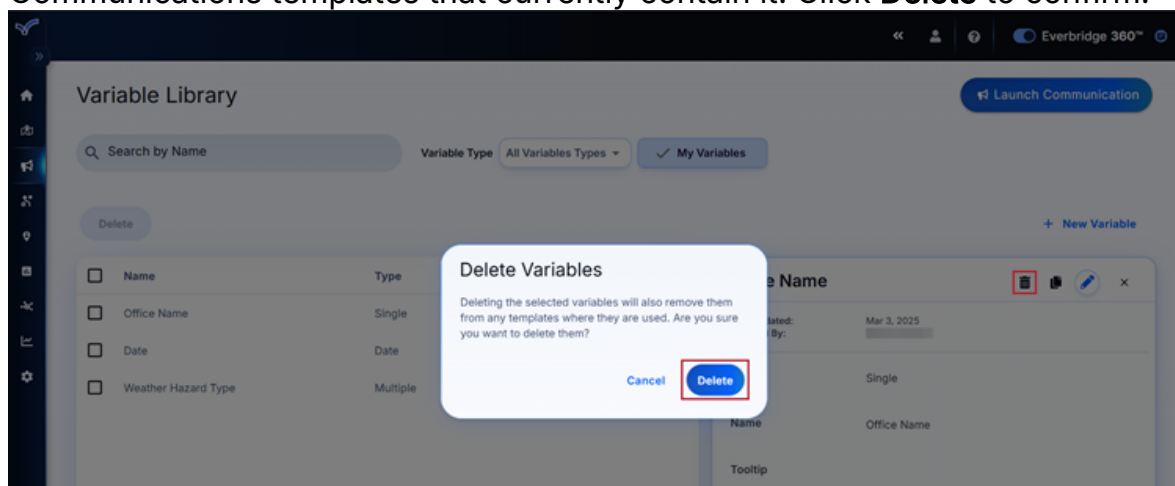 Communications templates that currently contain it. Click Delete to confirm.
Everbridge 360™
Variable Library
Launch Communication
Search by Name
Variable Type
All Variables Types
My Variables
Delete
+ New Variable
Name
Type
Office Name
Single
Date
Date
Weather Hazard Type
Multiple
Delete Variables
Deleting the selected variables will also remove them
from any templates where they are used. Are you sure
you want to delete them?
Cancel
Delete
e Name
Mar 3, 2025
By:
Single
Name
Office Name
Tooltip